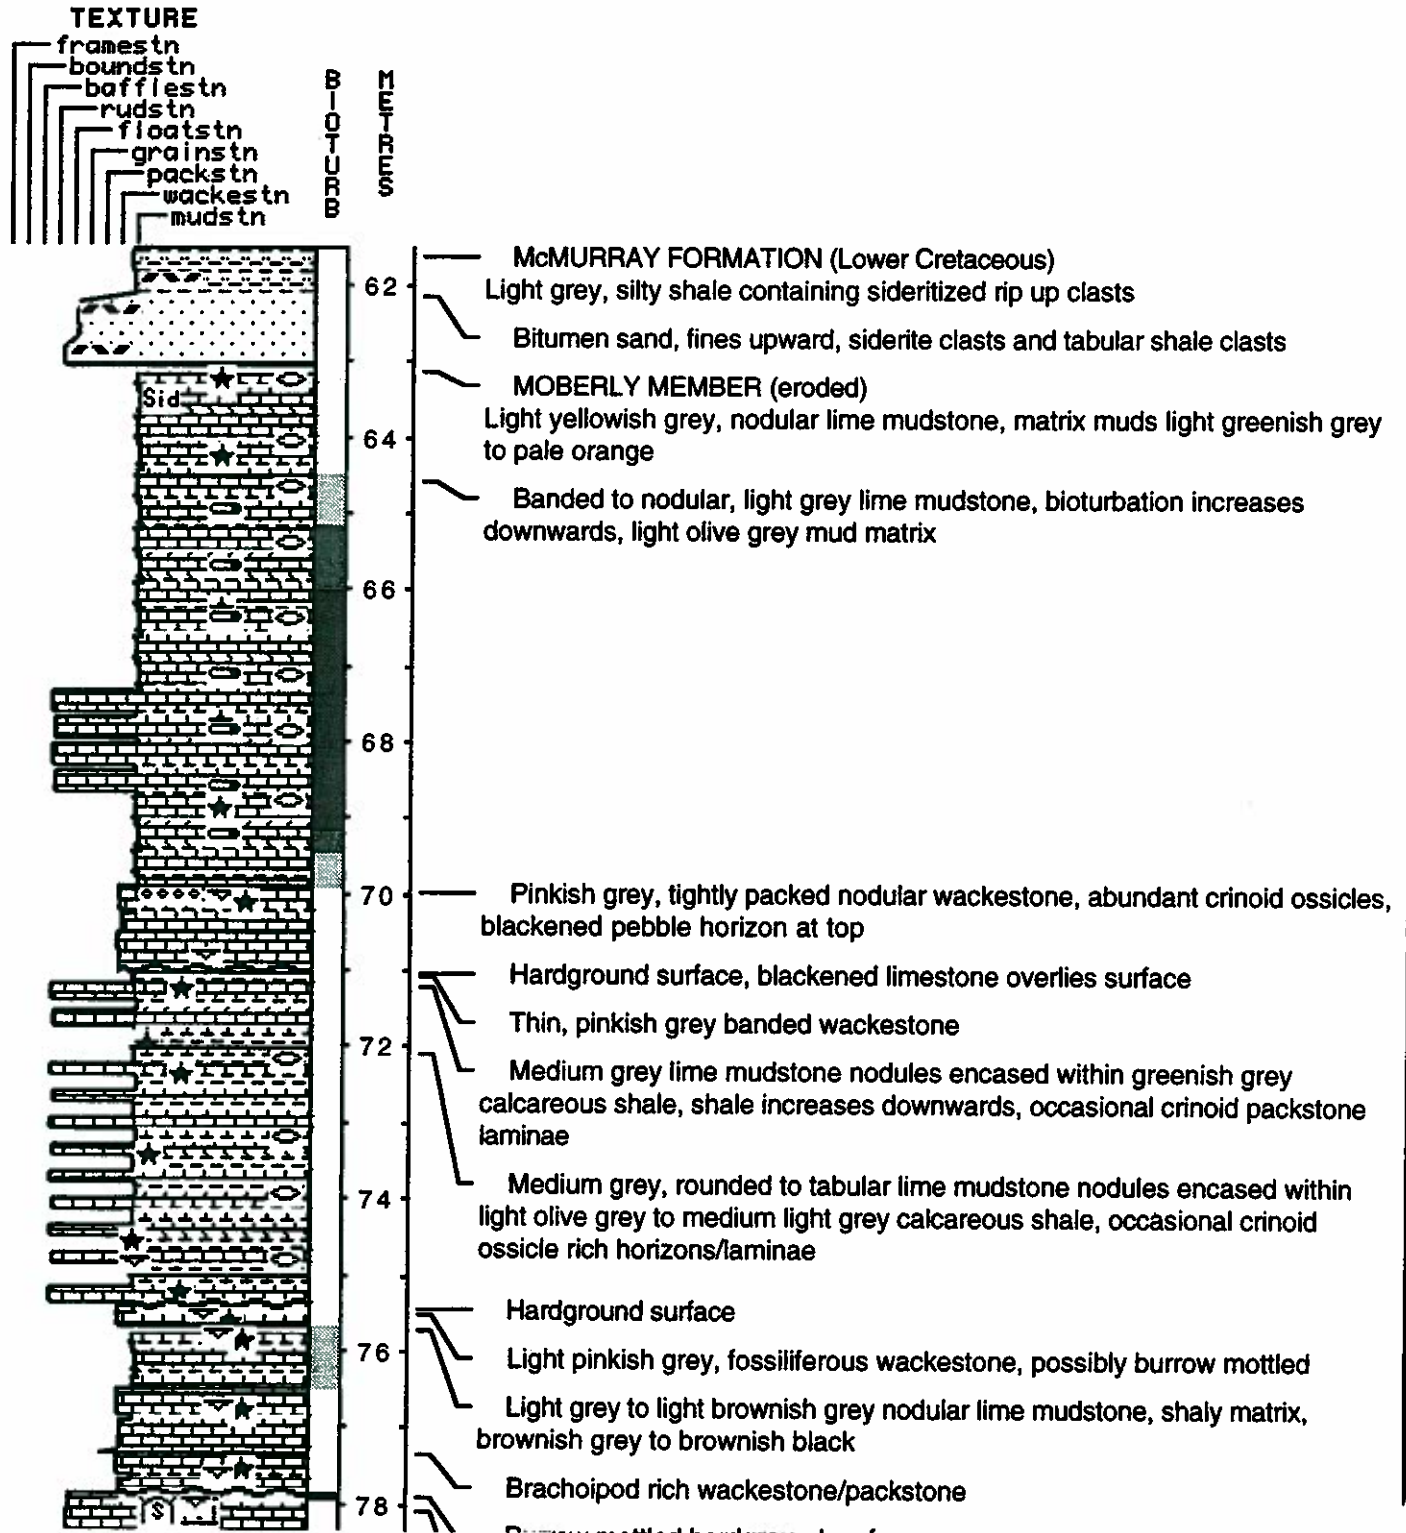 TEXTURE
framestn
boundstn
bafflestn
rudstn
floatstn
grainstn
packstn
wackestn
mudstn
BIOTURB
METRES
McMURRAY FORMATION (Lower Cretaceous)
62
Light grey, silty shale containing sideritized rip up clasts
Bitumen sand, fines upward, siderite clasts and tabular shale clasts
MOBERLY MEMBER (eroded)
Sid
Light yellowish grey, nodular lime mudstone, matrix muds light greenish grey
64
to pale orange
Banded to nodular, light grey lime mudstone, bioturbation increases
downwards, light olive grey mud matrix
66
68
70
Pinkish grey, tightly packed nodular wackestone, abundant crinoid ossicles,
blackened pebble horizon at top
Hardground surface, blackened limestone overlies surface
Thin, pinkish grey banded wackestone
72
Medium grey lime mudstone nodules encased within greenish grey
calcareous shale, shale increases downwards, occasional crinoid packstone
laminae
Medium grey, rounded to tabular lime mudstone nodules encased within
74
light olive grey to medium light grey calcareous shale, occasional crinoid
ossicle rich horizons/laminae
Hardground surface
76
Light pinkish grey, fossiliferous wackestone, possibly burrow mottled
Light grey to light brownish grey nodular lime mudstone, shaly matrix,
brownish grey to brownish black
Brachoipod rich wackestone/packstone
78
S